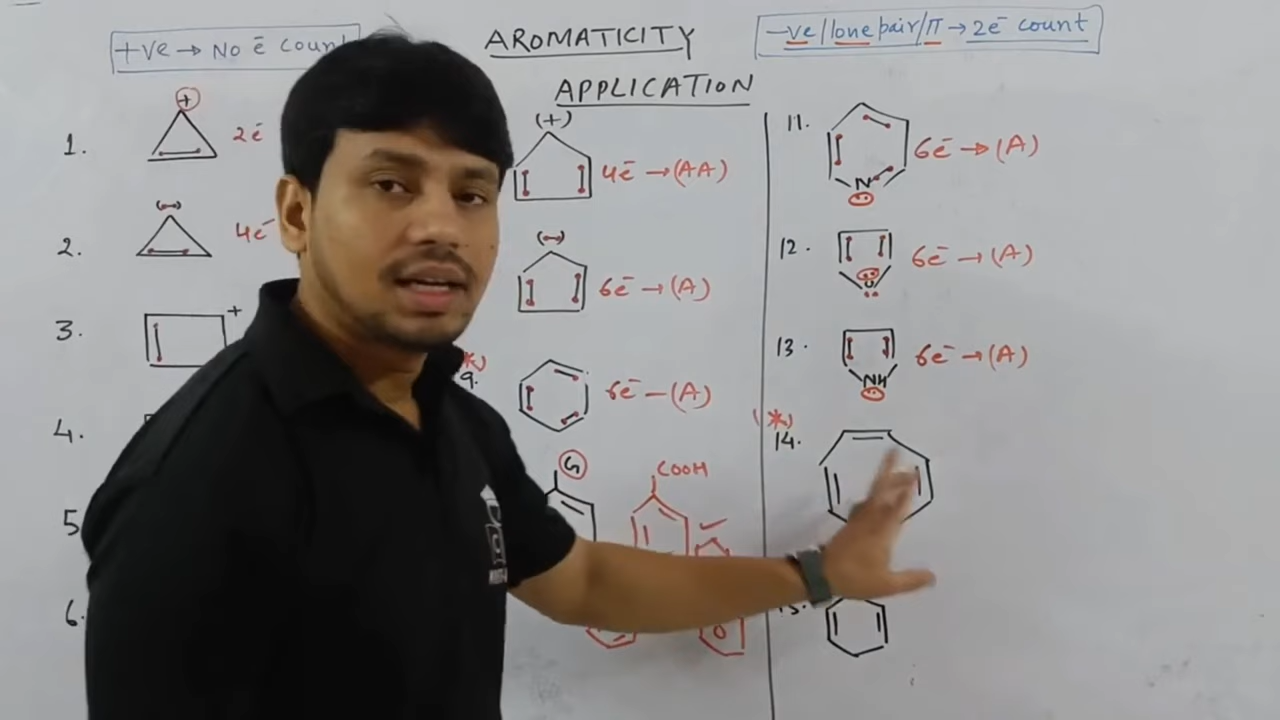 +ve → NO ē count
AROMATICITY
-ve/lone pair/π → 2ē count
APPLICATION
1.
+
2ē
2.
(-)
4ē
3.
+
4.
5
6.
(+)
4ē → (AA)
(-)
6ē → (A)
*)
9.
6ē - (A)
G
COOH
11.
N
6ē → (A)
12.
6ē → (A)
13.
NH
6ē → (A)
(*)
14.